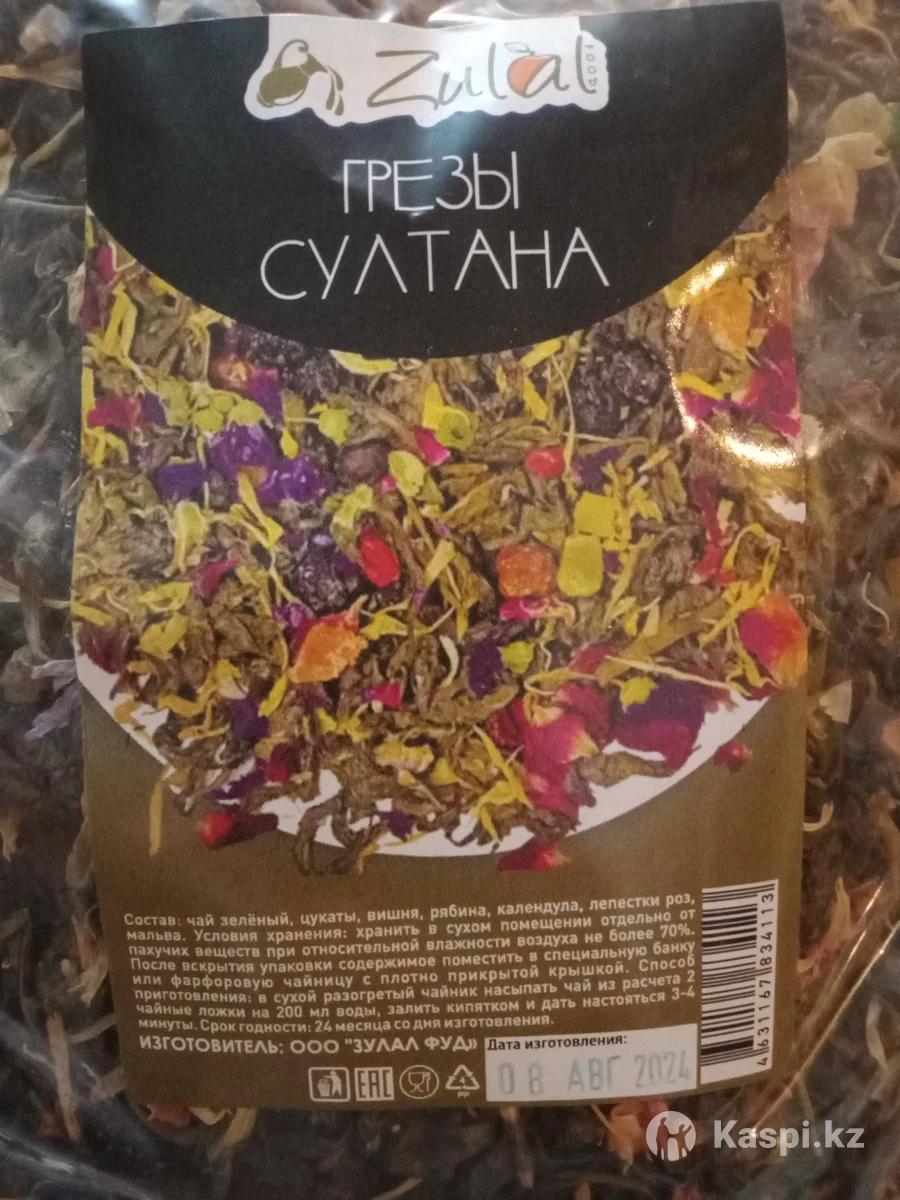 Zulal FOOD
ГРЕЗЫ
СУЛТАНА
Состав: чай зелёный, цукаты, вишня, рябина, календула, лепестки роз,
мальва. Условия хранения: хранить в сухом помещении отдельно от
пахучих веществ при относительной влажности воздуха не более 70%.
После вскрытия упаковки содержимое поместить в специальную банку
или фарфоровую чайницу с плотно прикрытой крышкой. Способ
приготовления: в сухой разогретый чайник насыпать чай из расчета 2
чайные ложки на 200 мл воды, залить кипятком и дать настояться 3-4
минуты. Срок годности: 24 месяца со дня изготовления.
ИЗГОТОВИТЕЛЬ: ООО "ЗУЛАЛ ФУД»
Дата изготовления:
08 АВГ 2024
EAC
4
PP
4631167834113
Kaspi.kz